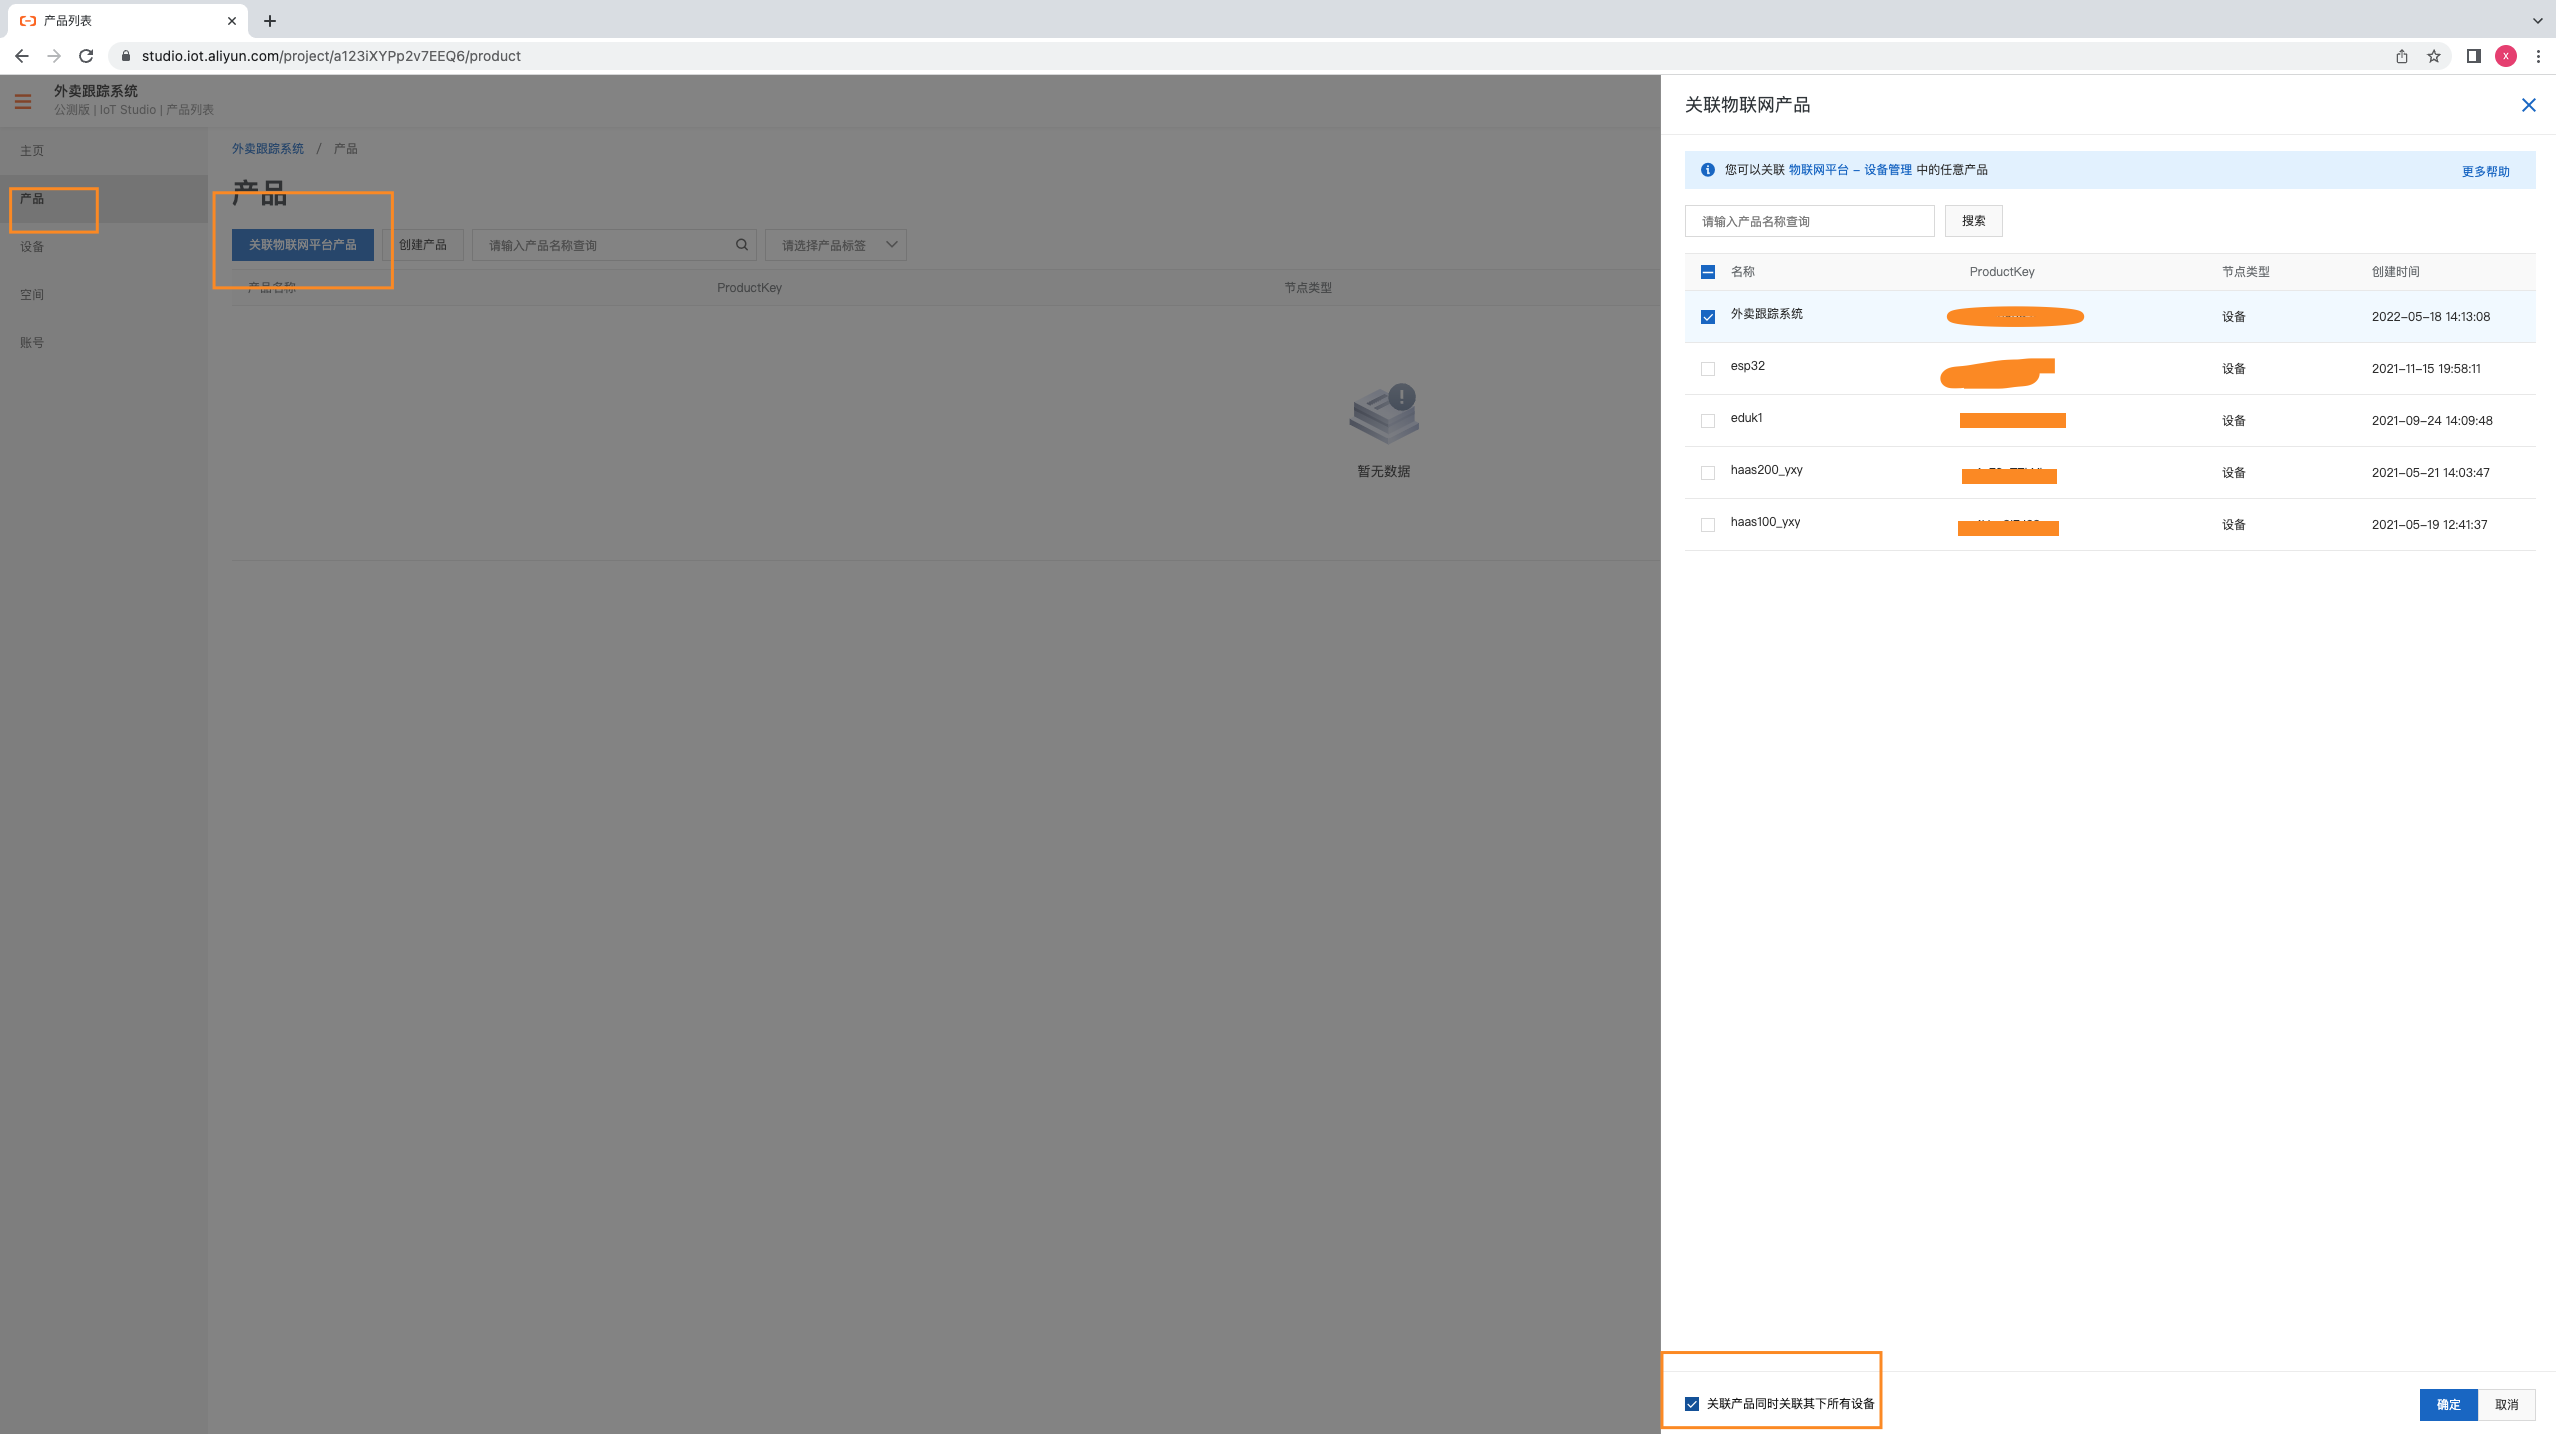 产品列表
studio.iot.aliyun.com/project/a123iXYPp2v7EEQ6/product
x
外卖跟踪系统
公测版 | IoT Studio | 产品列表
主页
产品
设备
空间
账号
外卖跟踪系统 / 产品
产品
关联物联网平台产品 创建产品 请输入产品名称查询 请选择产品标签
产品名称 ProductKey 节点类型
暂无数据
关联物联网产品
您可以关联 物联网平台 - 设备管理 中的任意产品 更多帮助
请输入产品名称查询 搜索
名称 ProductKey 节点类型 创建时间
外卖跟踪系统 设备 2022-05-18 14:13:08
esp32 设备 2021-11-15 19:58:11
eduk1 设备 2021-09-24 14:09:48
haas200_yxy 设备 2021-05-21 14:03:47
haas100_yxy 设备 2021-05-19 12:41:37
关联产品同时关联其下所有设备 确定 取消